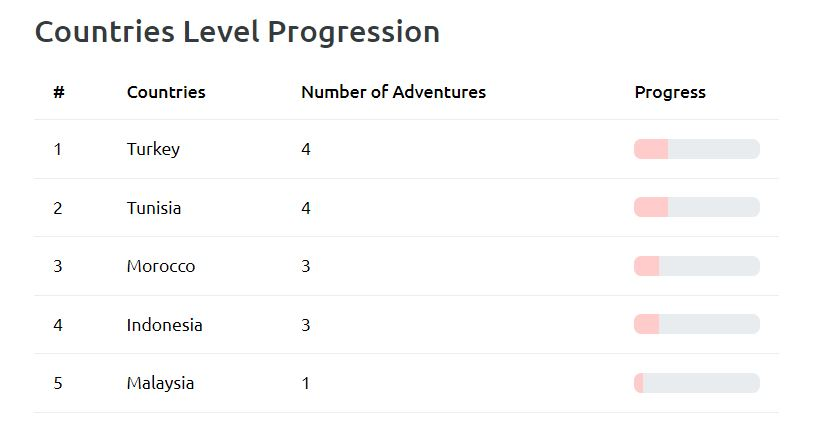 Countries Level Progression
# Countries Number of Adventures Progress
1 Turkey 4
2 Tunisia 4
3 Morocco 3
4 Indonesia 3
5 Malaysia 1